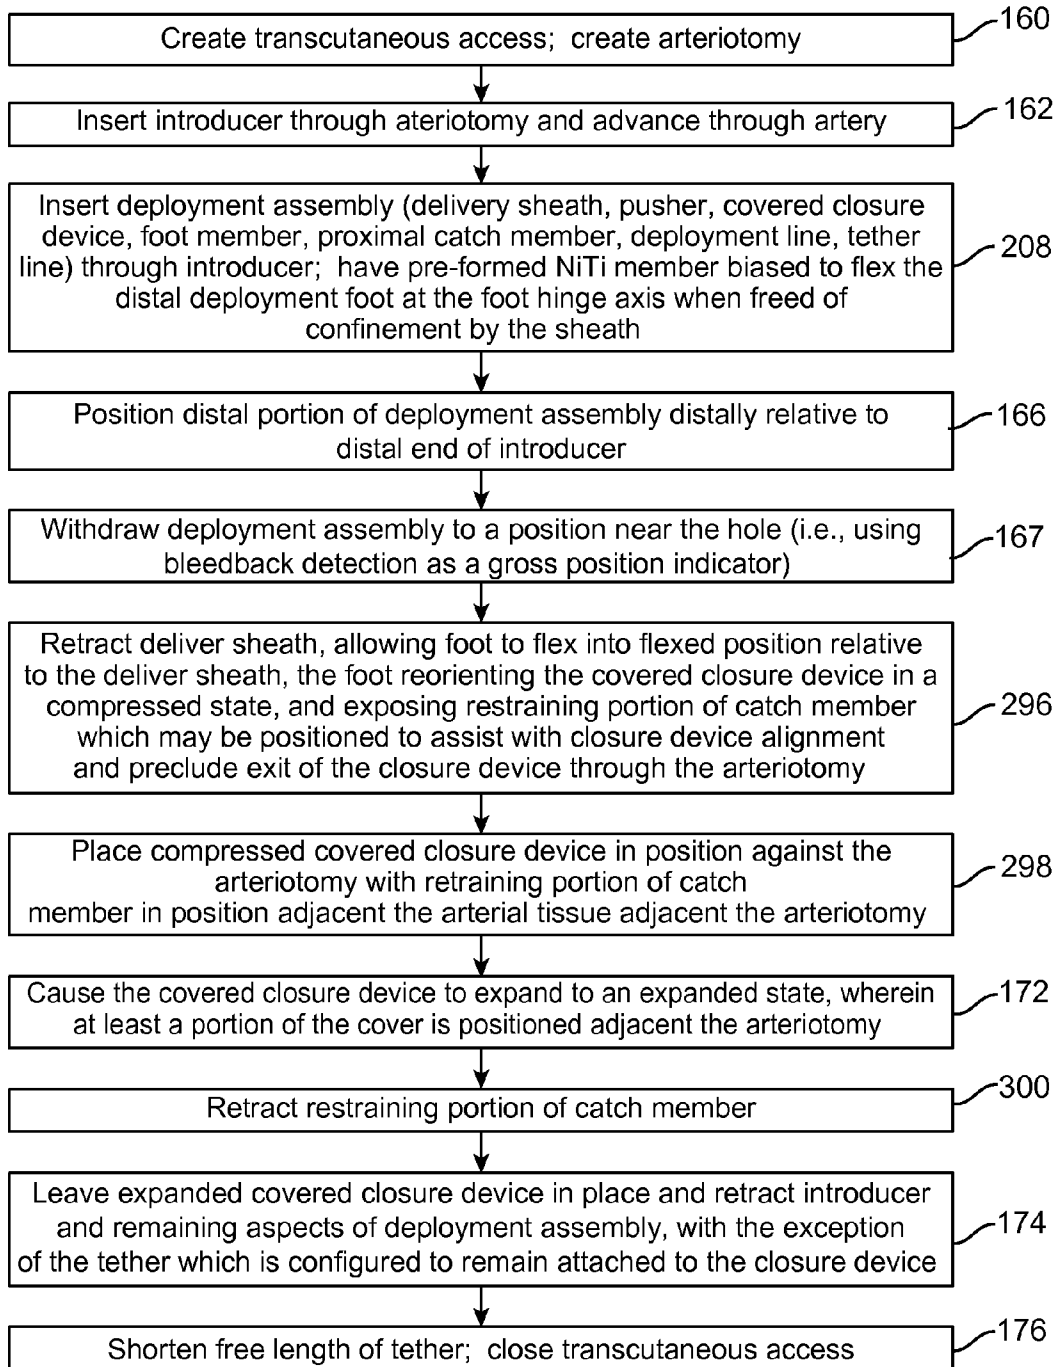 Create transcutaneous access; create arteriotomy
160
Insert introducer through ateriotomy and advance through artery
162
Insert deployment assembly (delivery sheath, pusher, covered closure
device, foot member, proximal catch member, deployment line, tether
line) through introducer; have pre-formed NiTi member biased to flex the
distal deployment foot at the foot hinge axis when freed of
confinement by the sheath
208
Position distal portion of deployment assembly distally relative to
distal end of introducer
166
Withdraw deployment assembly to a position near the hole (i.e., using
bleedback detection as a gross position indicator)
167
Retract deliver sheath, allowing foot to flex into flexed position relative
to the deliver sheath, the foot reorienting the covered closure device in a
compressed state, and exposing restraining portion of catch member
which may be positioned to assist with closure device alignment
and preclude exit of the closure device through the arteriotomy
296
Place compressed covered closure device in position against the
arteriotomy with retraining portion of catch
member in position adjacent the arterial tissue adjacent the arteriotomy
298
Cause the covered closure device to expand to an expanded state, wherein
at least a portion of the cover is positioned adjacent the arteriotomy
172
Retract restraining portion of catch member
300
Leave expanded covered closure device in place and retract introducer
and remaining aspects of deployment assembly, with the exception
of the tether which is configured to remain attached to the closure device
174
Shorten free length of tether; close transcutaneous access
176